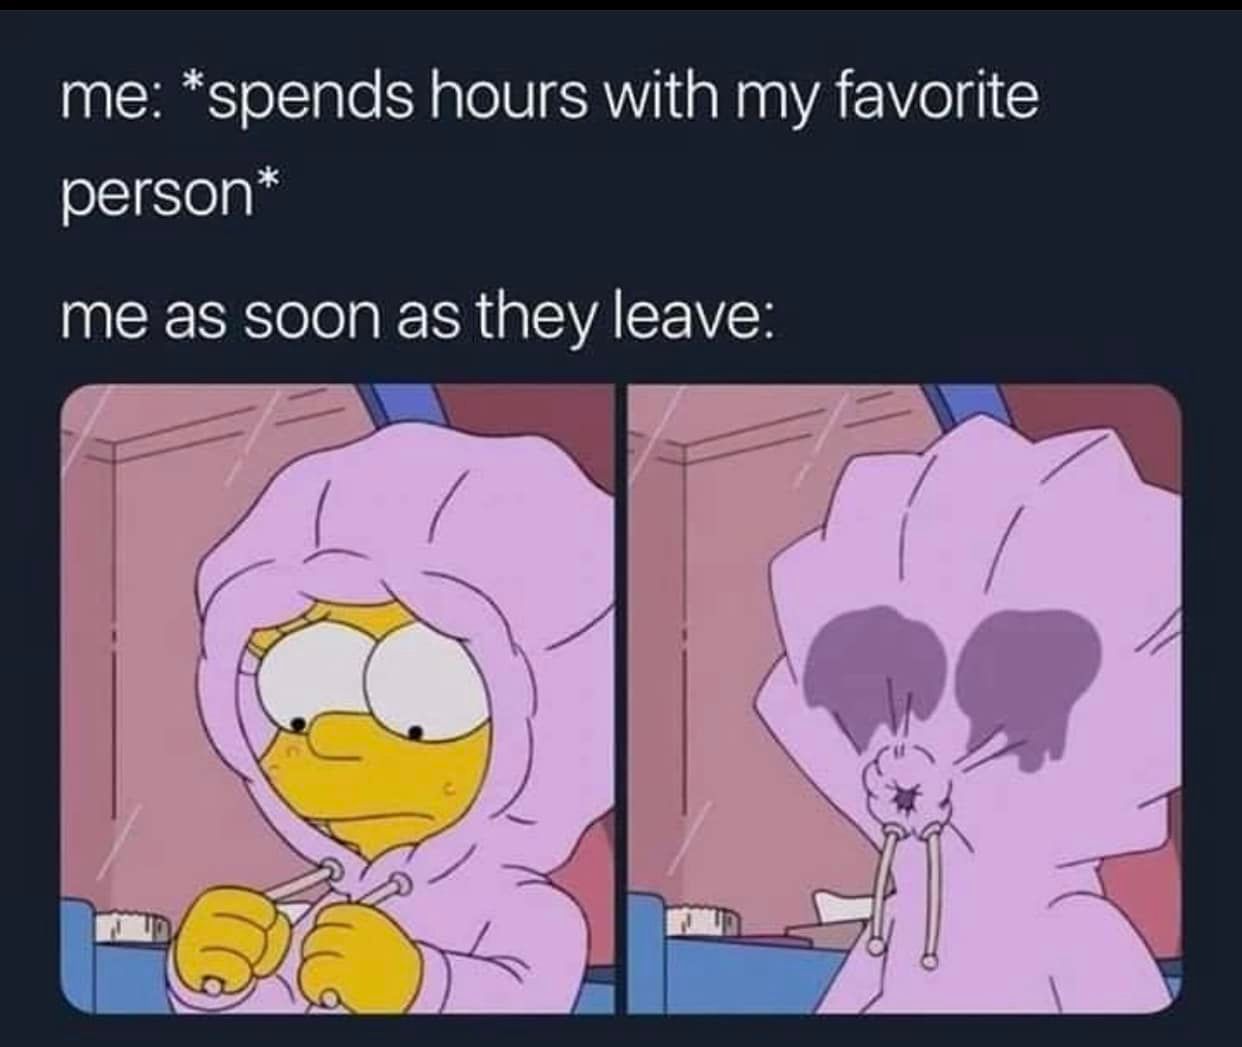 me: *spends hours with my favorite
person*
me as soon as they leave: